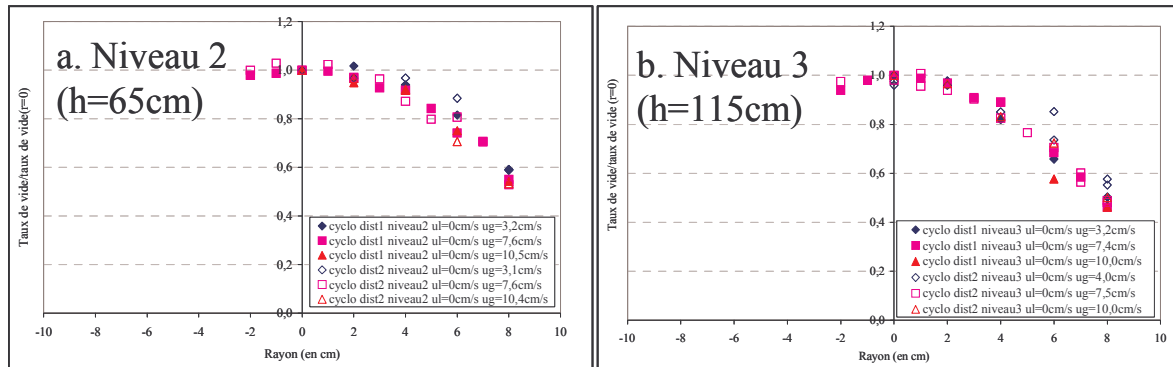 a. Niveau 2
(h=65cm)
Taux de vide/taux de vide(r=0)
1,2
1,0
0,8
0,6
0,4
0,2
0,0
cyclo dist1 niveau2 ul=0cm/s ug=3,2cm/s
cyclo dist1 niveau2 ul=0cm/s ug=7,6cm/s
cyclo dist1 niveau2 ul=0cm/s ug=10,5cm/s
cyclo dist2 niveau2 ul=0cm/s ug=3,1cm/s
cyclo dist2 niveau2 ul=0cm/s ug=7,6cm/s
cyclo dist2 niveau2 ul=0cm/s ug=10,4cm/s
-10 -8 -6 -4 -2 0 2 4 6 8 10
Rayon (en cm)
b. Niveau 3
(h=115cm)
Taux de vide/taux de vide (r=0)
1,2
1,0
0,8
0,6
0,4
0,2
0,0
cyclo dist1 niveau3 ul=0cm/s ug=3,2cm/s
cyclo dist1 niveau3 ul=0cm/s ug=7,4cm/s
cyclo dist1 niveau3 ul=0cm/s ug=10,0cm/s
cyclo dist2 niveau3 ul=0cm/s ug=4,0cm/s
cyclo dist2 niveau3 ul=0cm/s ug=7,5cm/s
cyclo dist2 niveau3 ul=0cm/s ug=10,0cm/s
-10 -8 -6 -4 -2 0 2 4 6 8 10
Rayon (en cm)